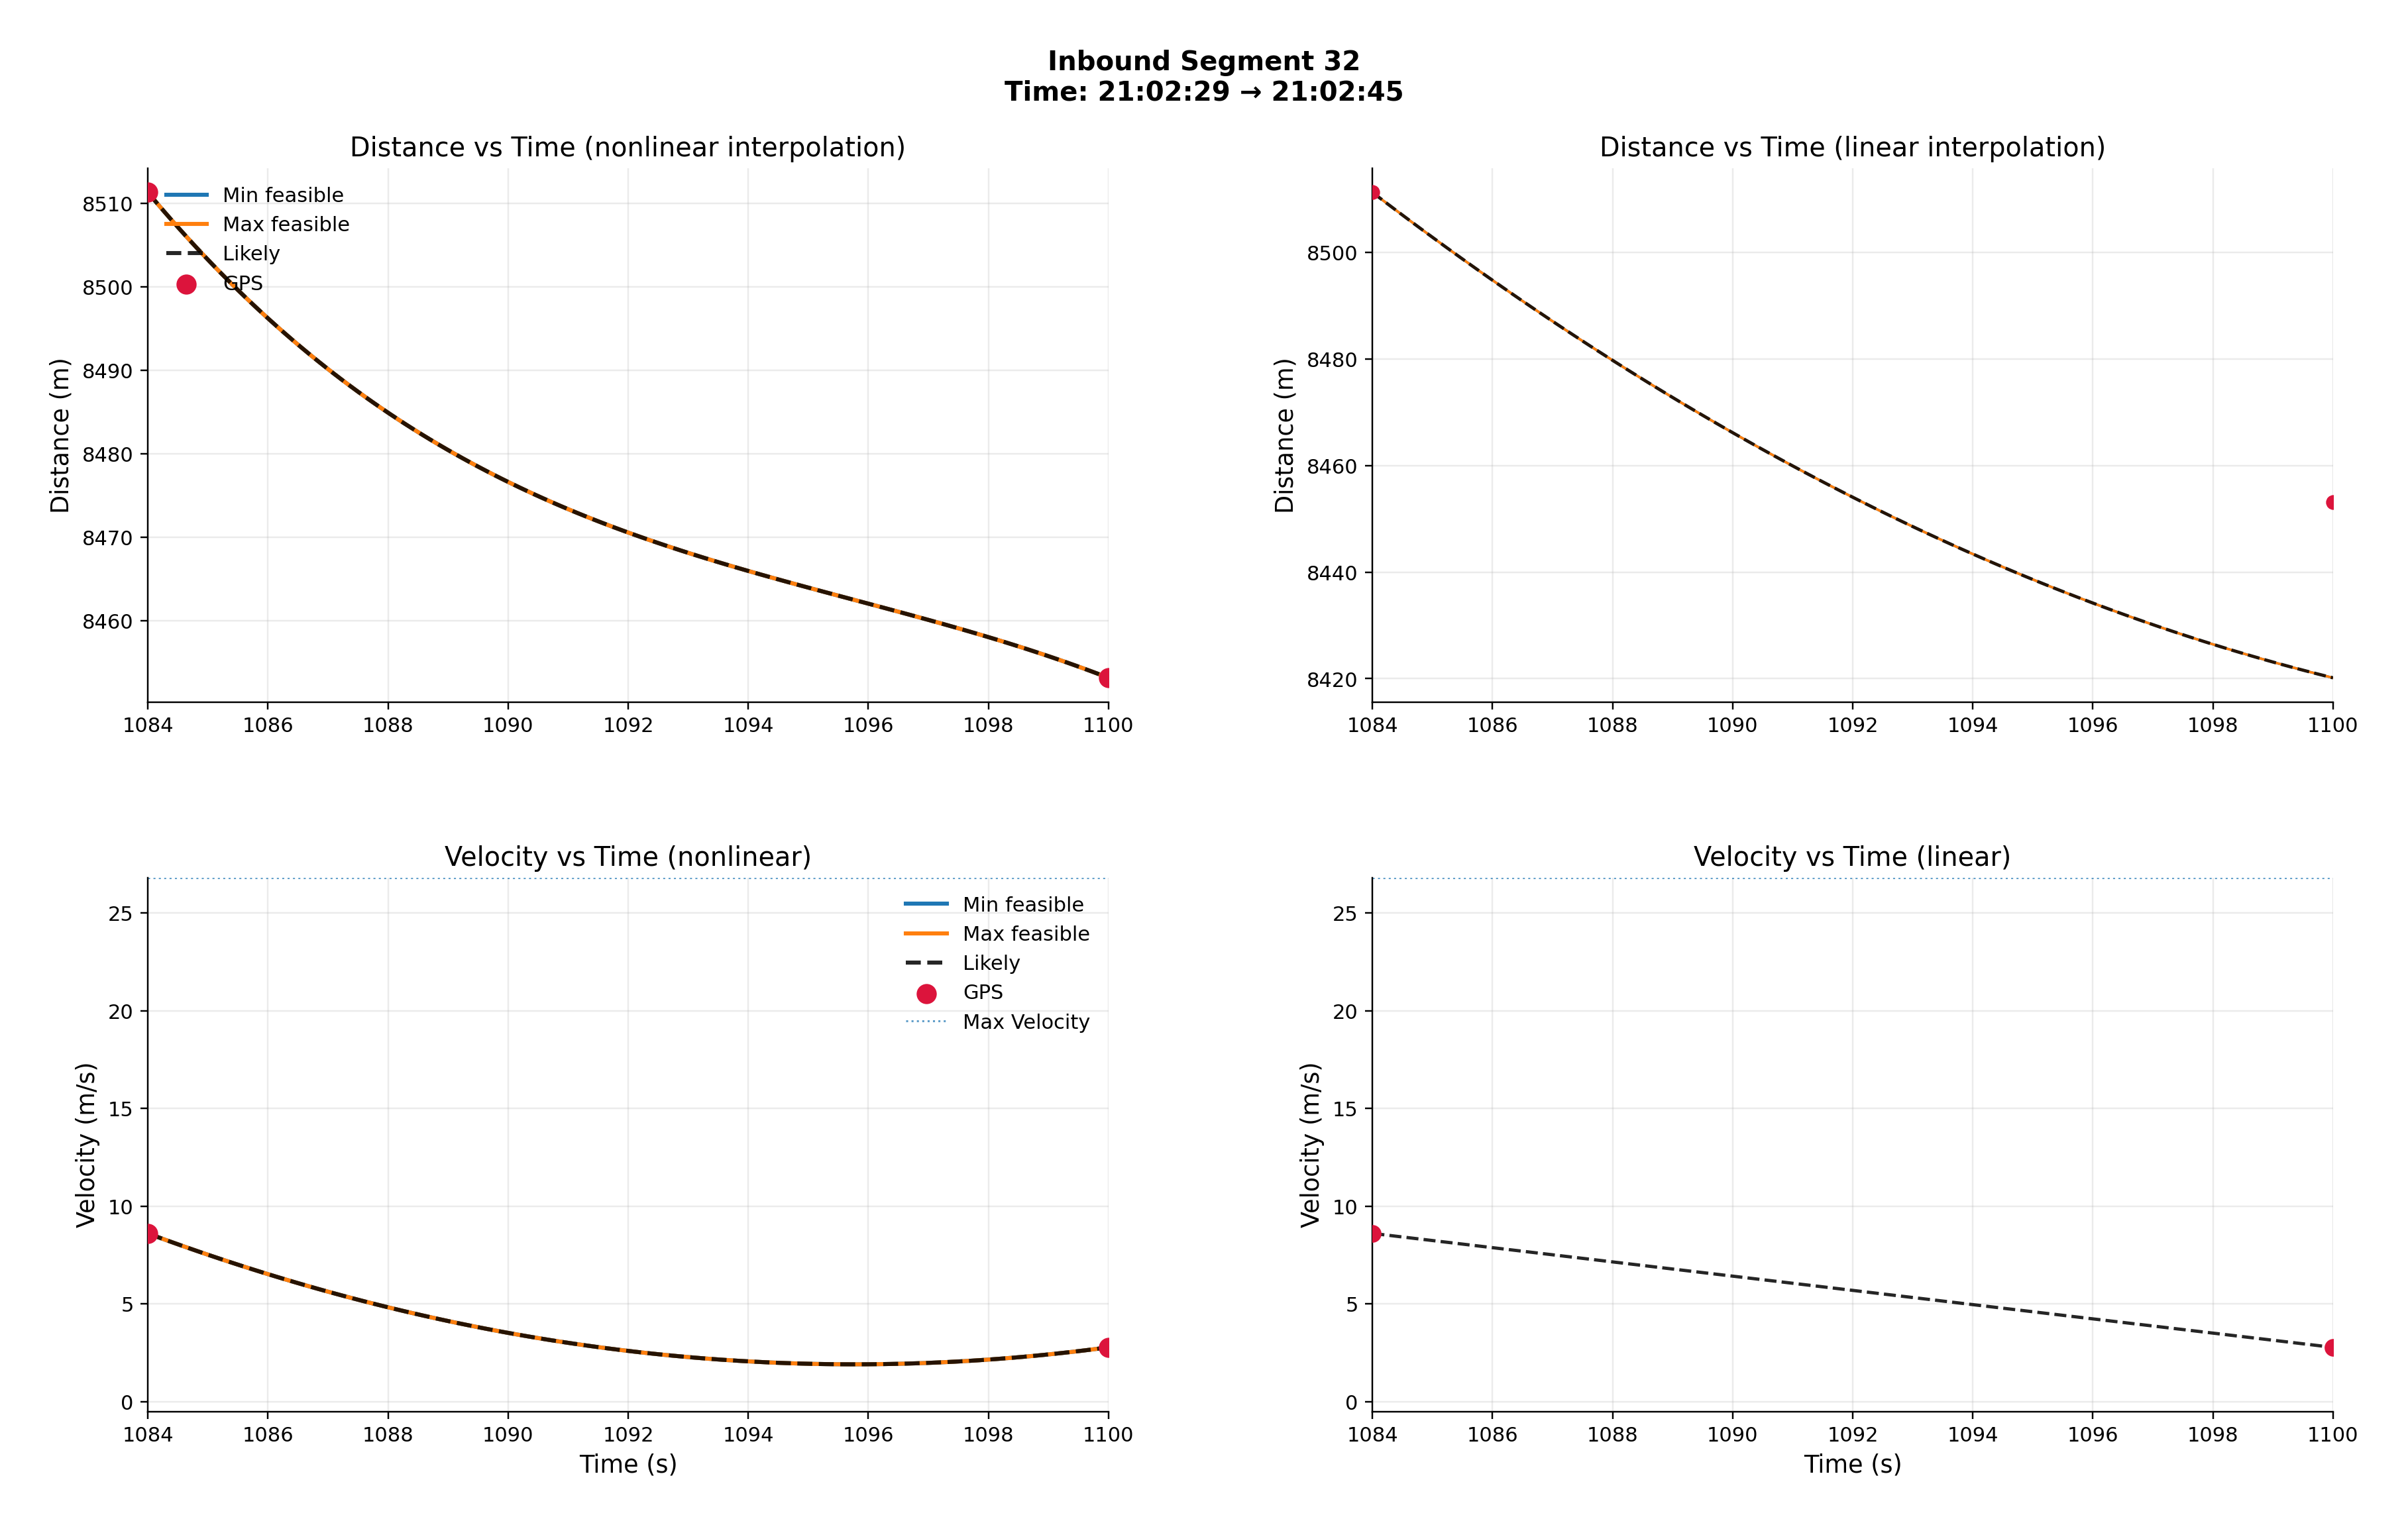 Inbound Segment 32
Time: 21:02:29 → 21:02:45
Distance vs Time (nonlinear interpolation)
Distance (m)
8510
8500
8490
8480
8470
8460
Min feasible
Max feasible
Likely
GPS
1084 1086 1088 1090 1092 1094 1096 1098 1100
Distance vs Time (linear interpolation)
Distance (m)
8500
8480
8460
8440
8420
1084 1086 1088 1090 1092 1094 1096 1098 1100
Velocity vs Time (nonlinear)
Velocity (m/s)
25
20
15
10
5
0
Min feasible
Max feasible
Likely
GPS
Max Velocity
1084 1086 1088 1090 1092 1094 1096 1098 1100
Time (s)
Velocity vs Time (linear)
Velocity (m/s)
25
20
15
10
5
0
1084 1086 1088 1090 1092 1094 1096 1098 1100
Time (s)